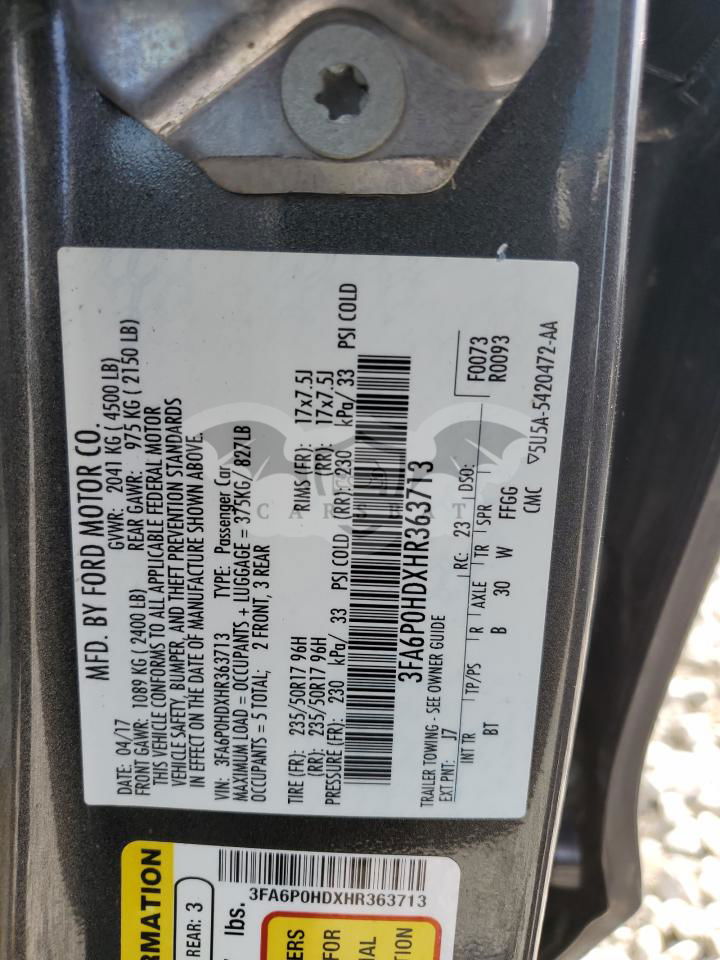 MFD. BY FORD MOTOR CO.
DATE: 04/17 GVWR: 2041 KG ( 4500 LB)
FRONT GAWR: 1089 KG ( 2400 LB) REAR GAWR: 975 KG ( 2150 LB)
THIS VEHICLE CONFORMS TO ALL APPLICABLE FEDERAL MOTOR
VEHICLE SAFETY, BUMPER, AND THEFT PREVENTION STANDARDS
IN EFFECT ON THE DATE OF MANUFACTURE SHOWN ABOVE.
VIN: 3FA6P0HDXHR363713 TYPE: Passenger Car
MAXIMUM LOAD = OCCUPANTS + LUGGAGE = 375KG/ 827LB
OCCUPANTS = 5 TOTAL; 2 FRONT, 3 REAR
TIRE (FR): 235/50R17 96H RIMS (FR): 17x7.5J
(RR): 235/50R17 96H (RR): 17x7.5J
PRESSURE (FR): 230 kPa/ 33 PSI COLD (RR): 230 kPa/ 33 PSI COLD
3FA6P0HDXHR363713
TRAILER TOWING - SEE OWNER GUIDE
EXT PNT: J7 RC: 23 DSO: F0073
R0093
INT TR TP/PS R AXLE TR SPR
BT B 30 W FFGG
CMC ▽5U5A-5420472-AA
CARSBAT
RMATION
REAR: 3
lbs.
3FA6P0HDXHR363713
ERS
FOR
TION